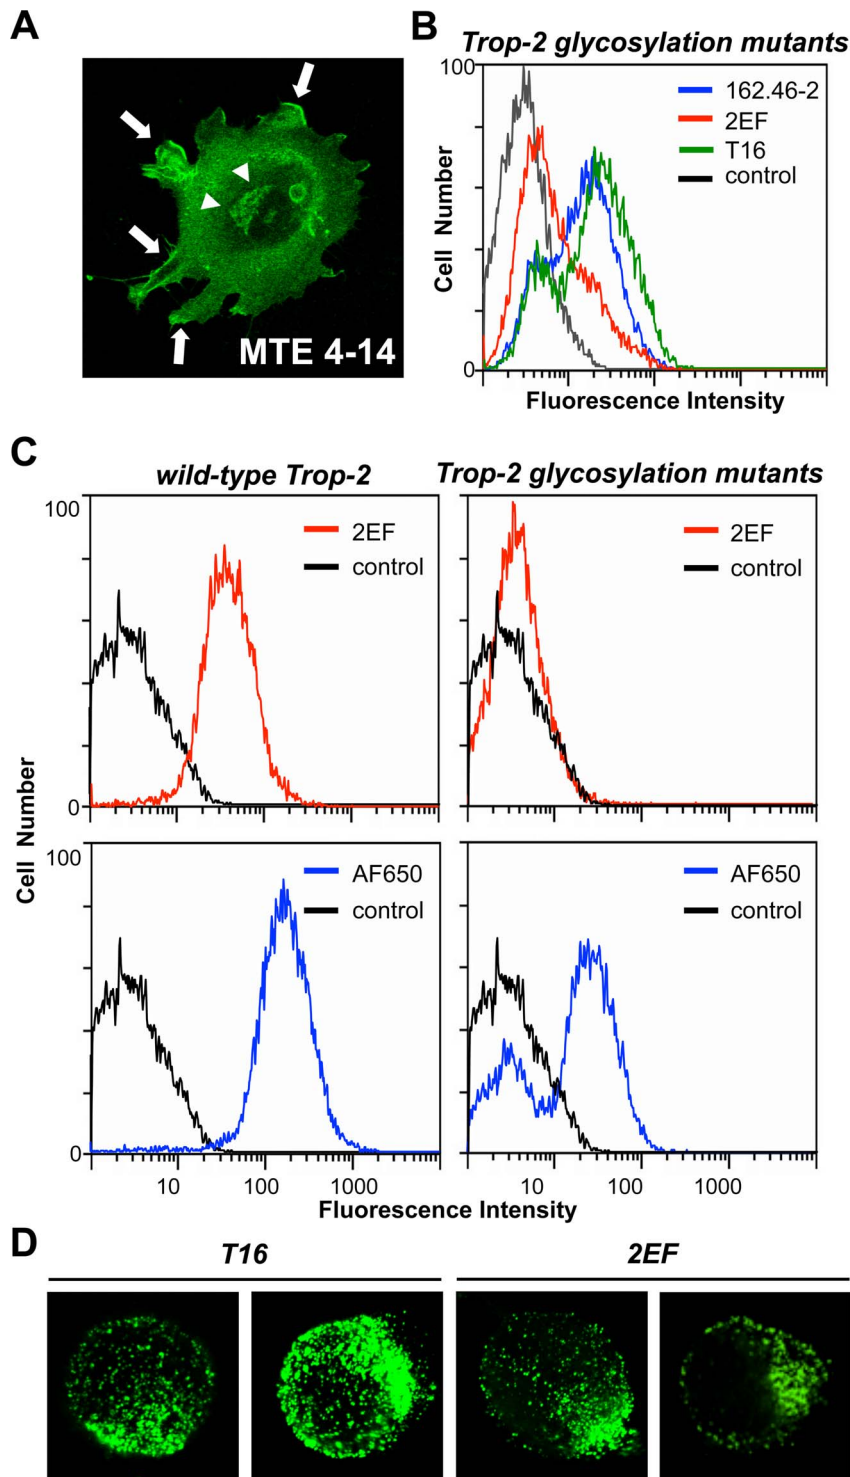 A
MTE 4-14
B
Trop-2 glycosylation mutants
100
162.46-2
2EF
T16
control
Cell Number
0
Fluorescence Intensity
C
wild-type Trop-2
Trop-2 glycosylation mutants
100
2EF
control
2EF
control
0
Cell Number
100
AF650
control
AF650
control
0
10 100 1000
10 100 1000
Fluorescence Intensity
D
T16
2EF